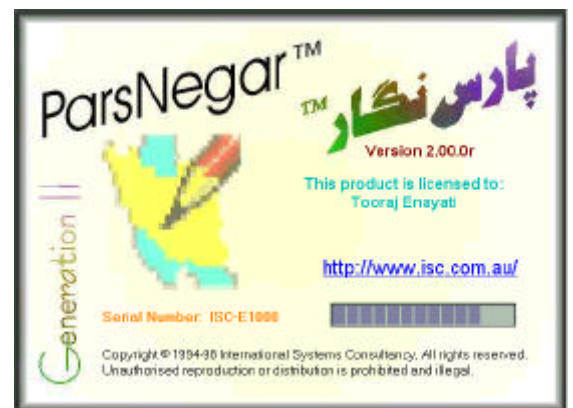 ParsNegar™
پارس نگار™
Version 2.00.0r
This product is licensed to:
Tooraj Enayati
Generation II
http://www.isc.com.au/
Serial Number: ISC-E1000
Copyright © 1994-98 International Systems Consultancy. All rights reserved.
Unauthorised reproduction or distribution is prohibited and illegal.